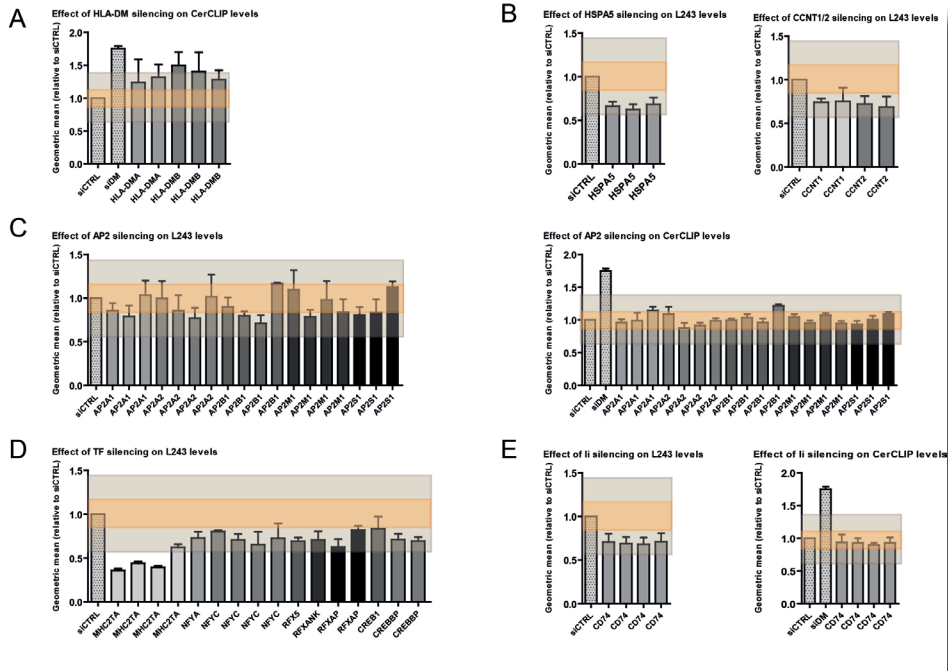 A
Effect of HLA-DM silencing on CerCLIP levels
Geometric mean (relative to siCTRL)
2.0
1.5
1.0
0.5
0.0
siCTRL
siDM
HLA-DMA
HLA-DMA
HLA-DMB
HLA-DMB
HLA-DMB
B
Effect of HSPA5 silencing on L243 levels
Geometric mean (relative to siCTRL)
1.5
1.0
0.5
0.0
siCTRL
HSPA5
HSPA5
HSPA5
Effect of CCNT1/2 silencing on L243 levels
Geometric mean (relative to siCTRL)
1.5
1.0
0.5
0.0
siCTRL
CCNT1
CCNT1
CCNT2
CCNT2
C
Effect of AP2 silencing on L243 levels
Geometric mean (relative to siCTRL)
1.5
1.0
0.5
0.0
siCTRL
AP2A1
AP2A1
AP2A1
AP2A2
AP2A2
AP2A2
AP2A2
AP2B1
AP2B1
AP2B1
AP2B1
AP2M1
AP2M1
AP2M1
AP2M1
AP2S1
AP2S1
AP2S1
Effect of AP2 silencing on CerCLIP levels
Geometric mean (relative to siCTRL)
2.0
1.5
1.0
0.5
0.0
siCTRL
siDM
AP2A1
AP2A1
AP2A1
AP2A2
AP2A2
AP2A2
AP2A2
AP2B1
AP2B1
AP2B1
AP2B1
AP2M1
AP2M1
AP2M1
AP2M1
AP2S1
AP2S1
AP2S1
D
Effect of TF silencing on L243 levels
Geometric mean (relative to siCTRL)
1.5
1.0
0.5
0.0
siCTRL
MHC2TA
MHC2TA
MHC2TA
MHC2TA
NFYA
NFYC
NFYC
NFYC
NFYC
RFX5
RFXANK
RFXAP
RFXAP
CREB1
CREBBP
CREBBP
E
Effect of Ii silencing on L243 levels
Geometric mean (relative to siCTRL)
1.5
1.0
0.5
0.0
siCTRL
CD74
CD74
CD74
CD74
Effect of Ii silencing on CerCLIP levels
Geometric mean (relative to siCTRL)
2.0
1.5
1.0
0.5
0.0
siCTRL
siDM
CD74
CD74
CD74
CD74